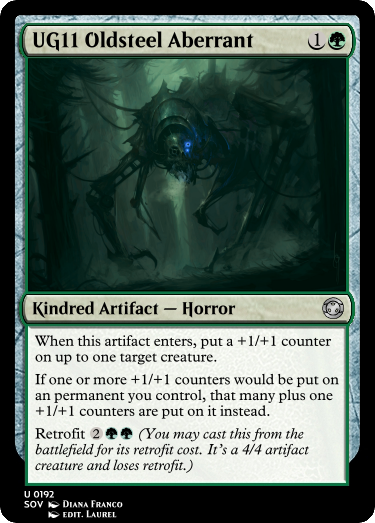 UG11 Oldsteel Aberrant 1
Kindred Artifact — Horror
When this artifact enters, put a +1/+1 counter
on up to one target creature.
If one or more +1/+1 counters would be put on
an permanent you control, that many plus one
+1/+1 counters are put on it instead.
Retrofit 2 (You may cast this from the
battlefield for its retrofit cost. It's a 4/4 artifact
creature and loses retrofit.)
U 0192
SOV Diana Franco
edit. Laurel